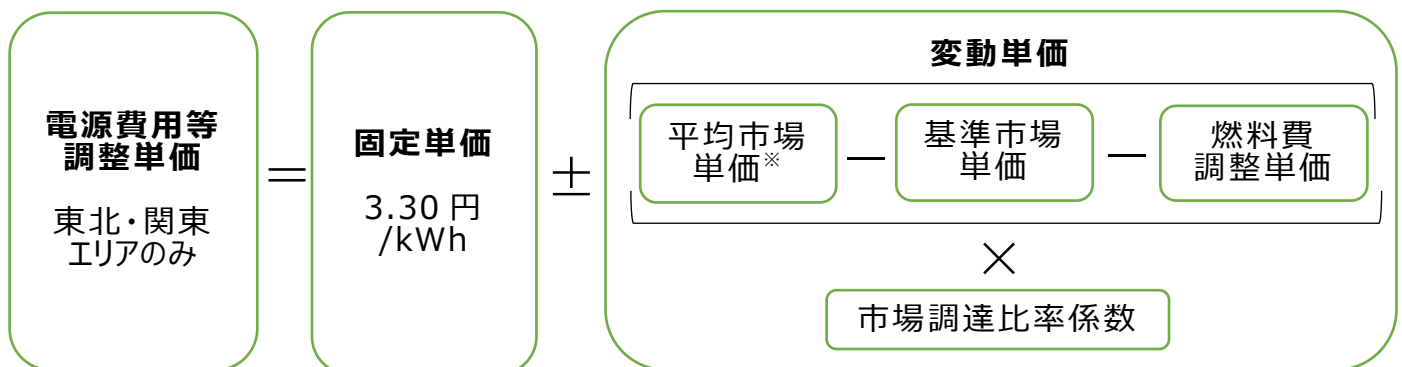 電源費用等
調整単価
東北・関東
エリアのみ
＝
固定単価
3.30 円
/kWh
±
変動単価
平均市場
単価※
－
基準市場
単価
－
燃料費
調整単価
×
市場調達比率係数